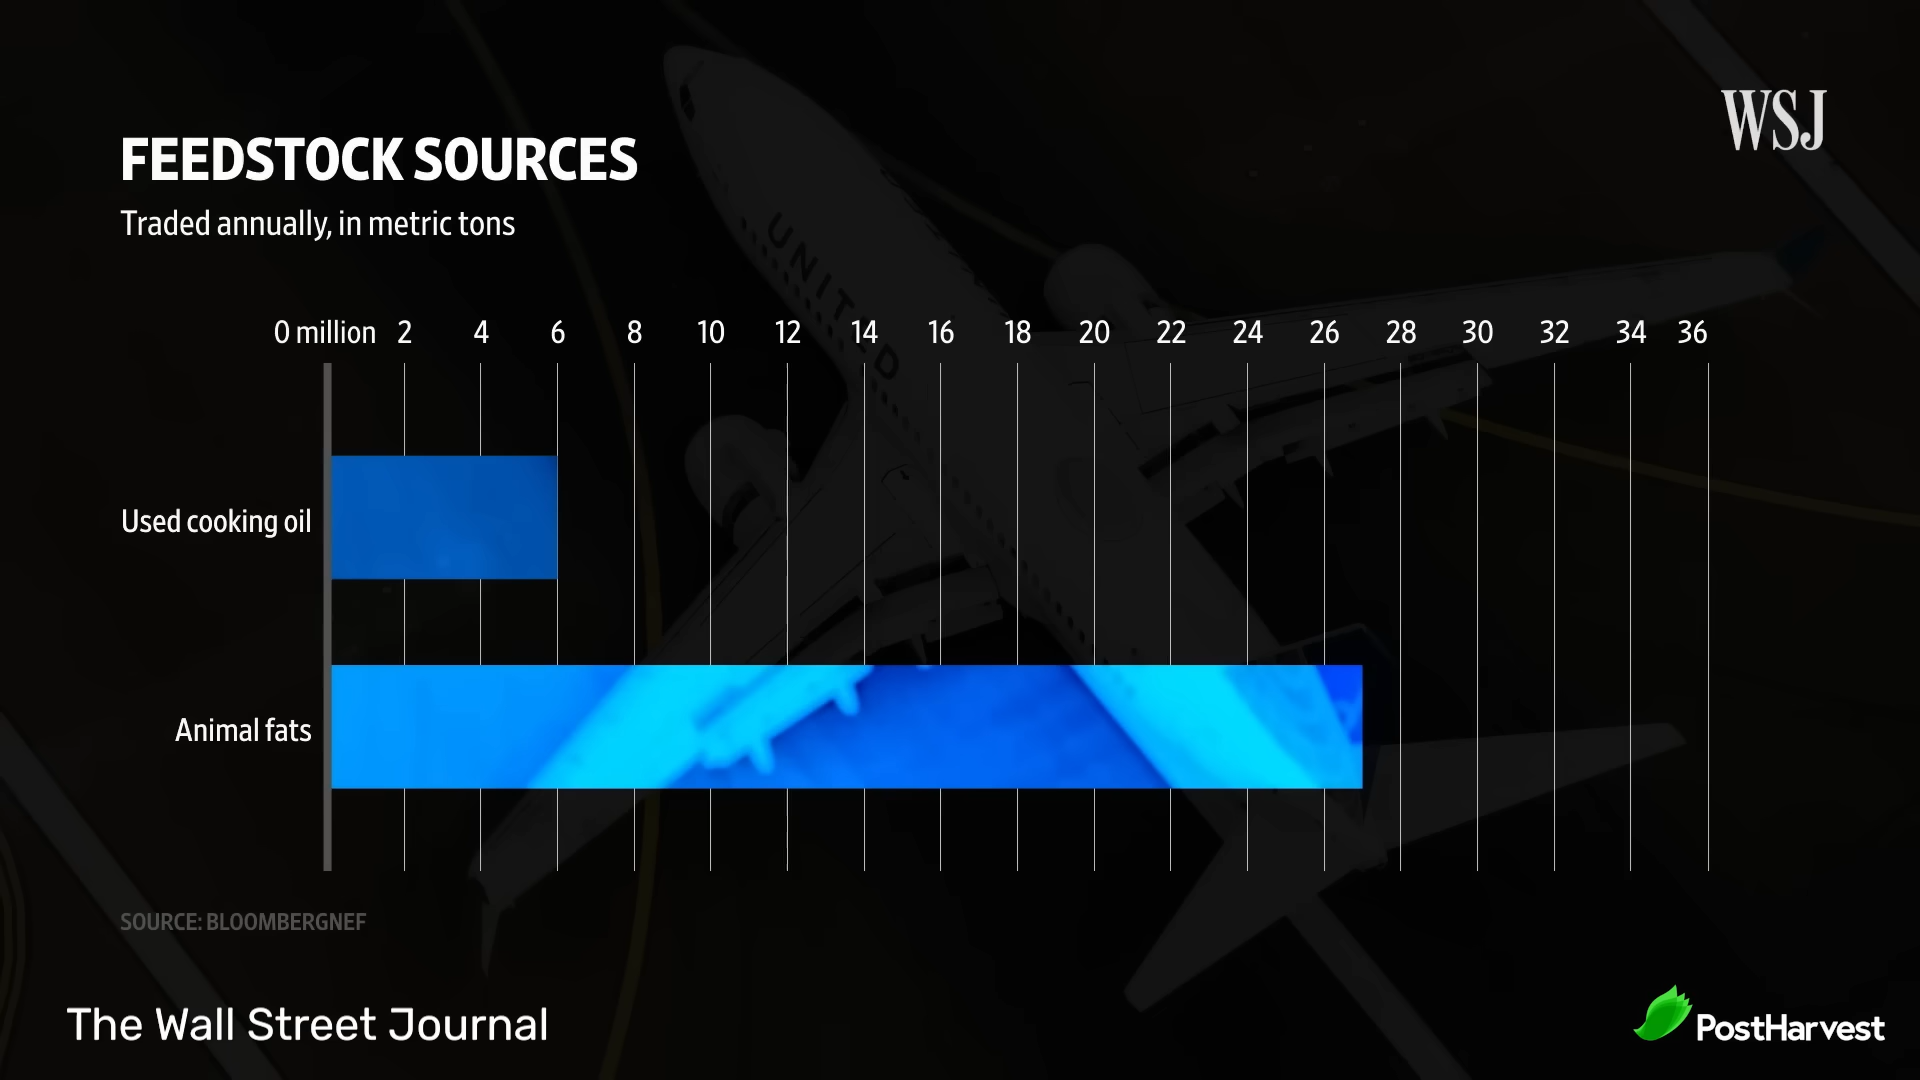 WSJ
FEEDSTOCK SOURCES
Traded annually, in metric tons
UNITED
0 million 2 4 6 8 10 12 14 16 18 20 22 24 26 28 30 32 34 36
Used cooking oil
Animal fats
SOURCE: BLOOMBERGNEF
The Wall Street Journal
PostHarvest